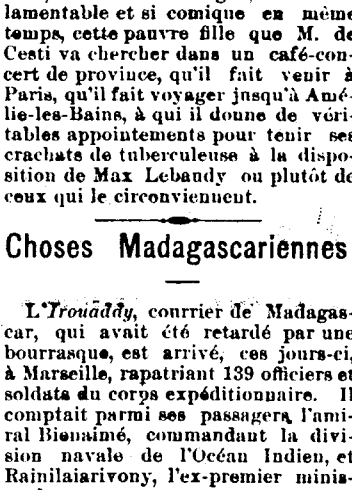 lamentable et si comique en même
temps, cette pauvre fille que M. de
Cesti va chercher dans un café-con-
cert de province, qu'il fait venir à
Paris, qu'il fait voyager jusqu'à Amé-
lie-les-Bains, à qui il donne de véri-
tables appointements pour tenir ses
crachats de tuberculeuse à la dispo-
sition de Max Lebaudy ou plutôt de
ceux qui le circonviennent.
Choses Madagascariennes
L'Irouaddy, courrier de Madagas-
car, qui avait été retardé par une
bourrasque, est arrivé, ces jours-ci,
à Marseille, rapatriant 139 officiers et
soldats du corps expéditionnaire. Il
comptait parmi ses passagers l'ami-
ral Bienaimé, commandant la divi-
sion navale de l'Océan Indien, et
Rainilaiarivony, l'ex-premier minis-